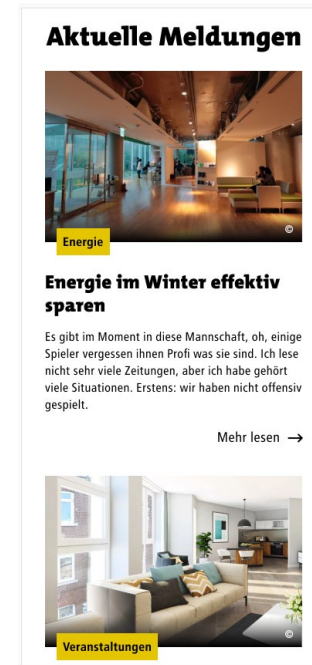 Aktuelle Meldungen
©
Energie
Energie im Winter effektiv
sparen
Es gibt im Moment in diese Mannschaft, oh, einige
Spieler vergessen ihnen Profi was sie sind. Ich lese
nicht sehr viele Zeitungen, aber ich habe gehört
viele Situationen. Erstens: wir haben nicht offensiv
gespielt.
Mehr lesen →
©
Veranstaltungen